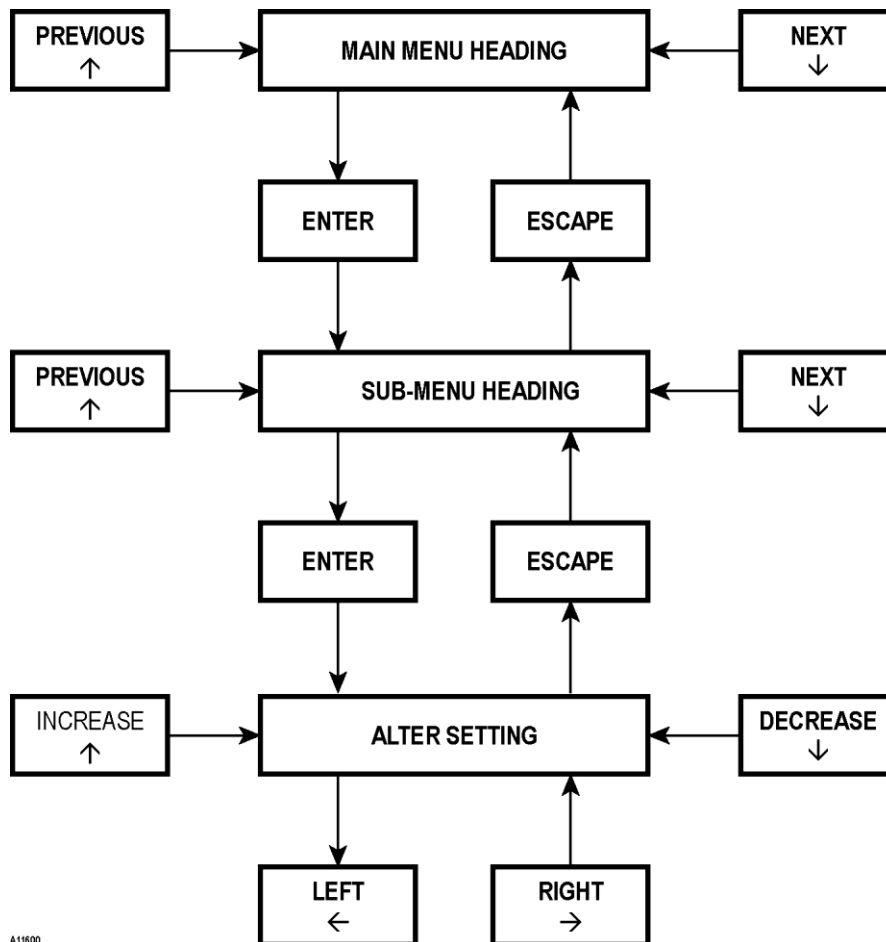 PREVIOUS
↑
MAIN MENU HEADING
NEXT
↓
ENTER
ESCAPE
PREVIOUS
↑
SUB-MENU HEADING
NEXT
↓
ENTER
ESCAPE
INCREASE
↑
ALTER SETTING
DECREASE
↓
LEFT
←
RIGHT
→
A11600